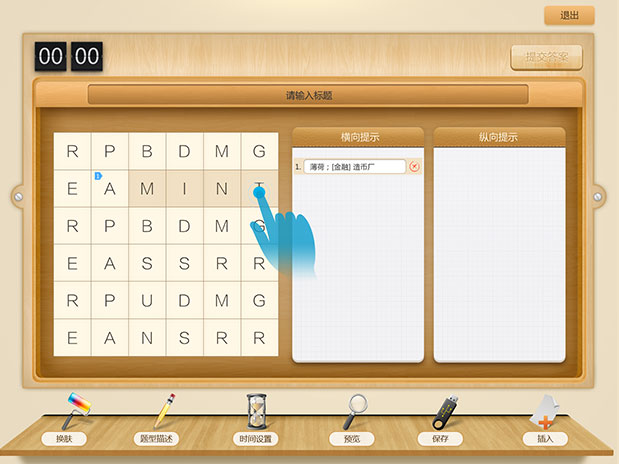 退出
00 00
提交答案
请输入标题
横向提示
纵向提示
R P B D M G
1
E A M I N T
R P B D M G
E A S S R R
R P U D M G
E A N S R R
1. 薄荷；[金融] 造币厂
换肤
题型描述
时间设置
预览
保存
插入